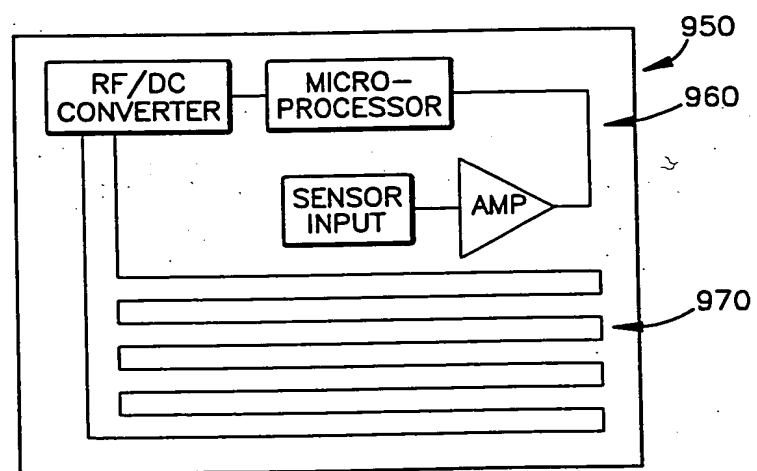 950
RF/DC
CONVERTER
MICRO-
PROCESSOR
960
SENSOR
INPUT
AMP
970